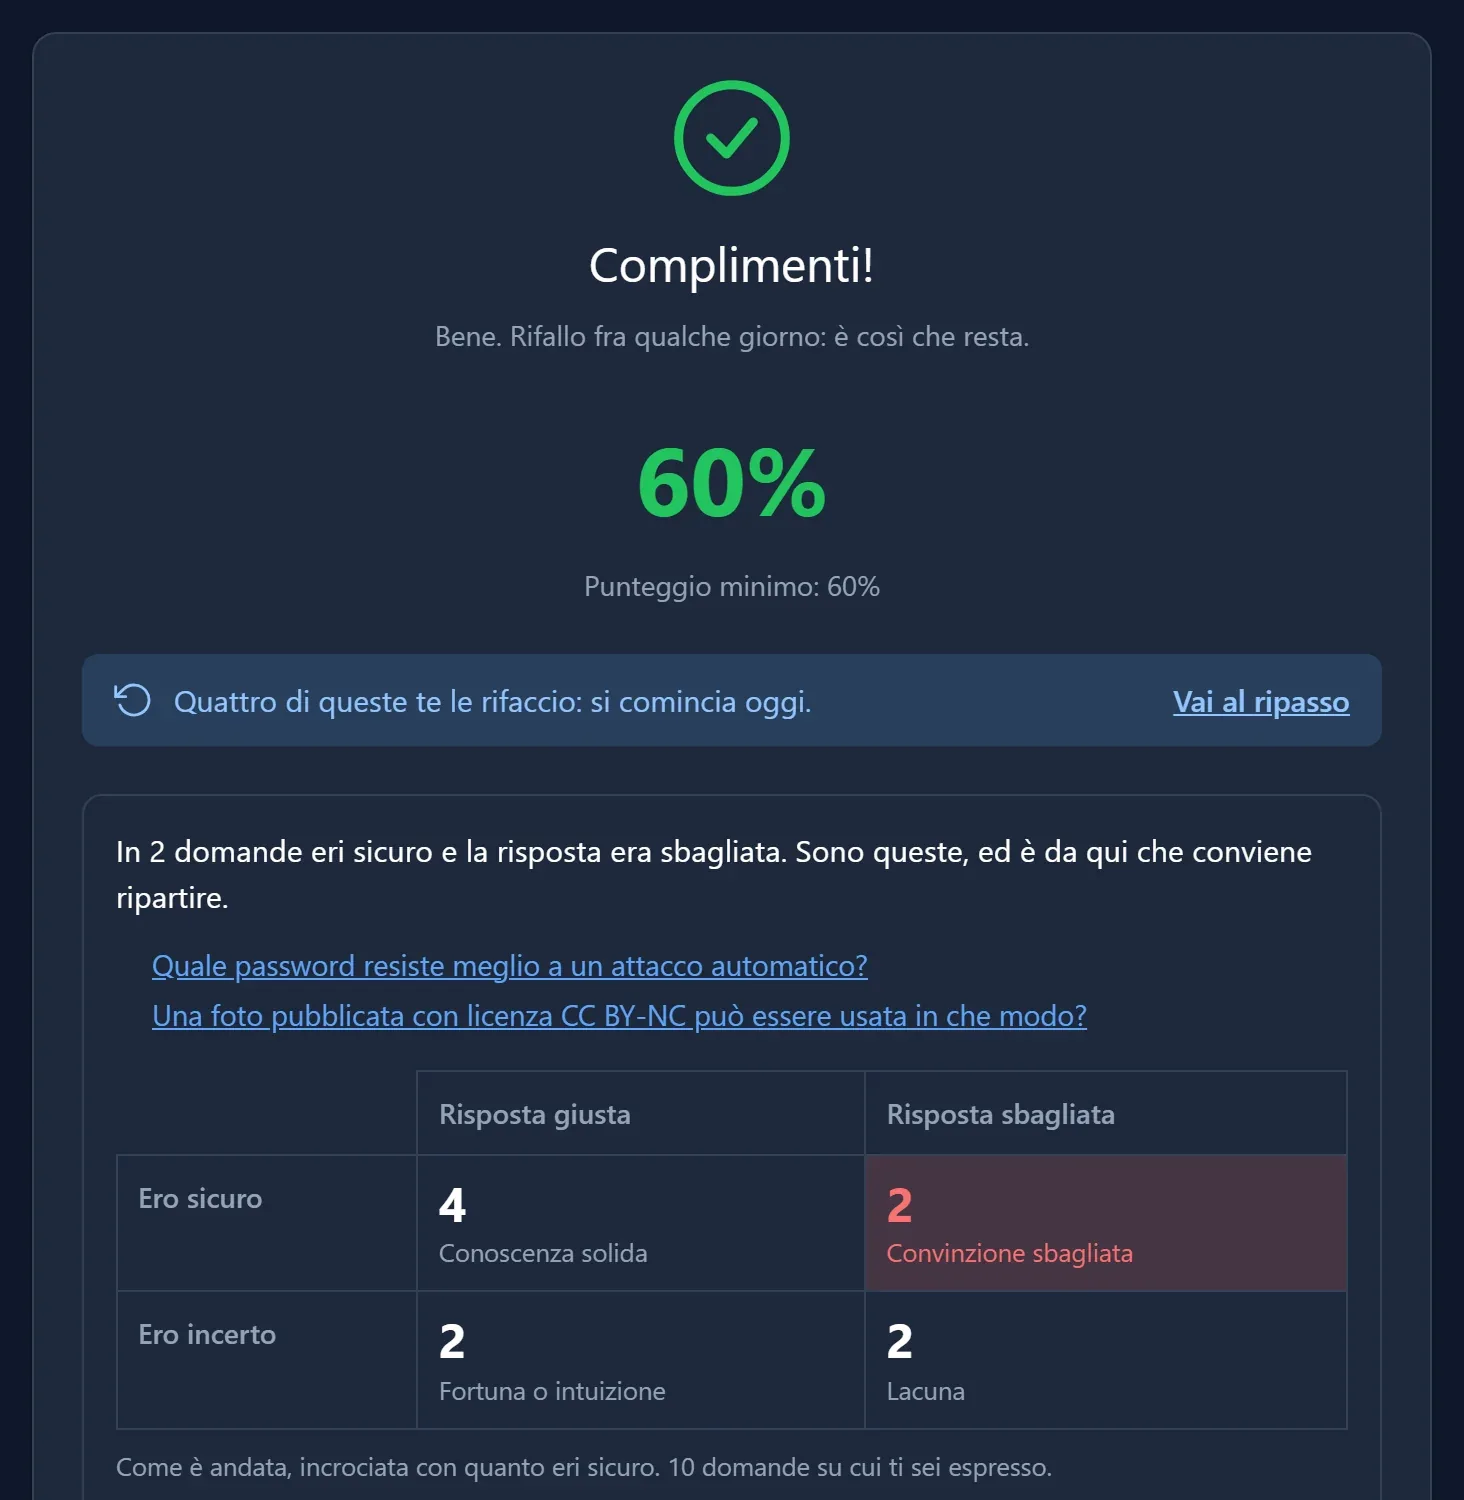 Complimenti!
Bene. Rifallo fra qualche giorno: è così che resta.
60%
Punteggio minimo: 60%
Quattro di queste te le rifaccio: si comincia oggi.
Vai al ripasso
In 2 domande eri sicuro e la risposta era sbagliata. Sono queste, ed è da qui che conviene
ripartire.
Quale password resiste meglio a un attacco automatico?
Una foto pubblicata con licenza CC BY-NC può essere usata in che modo?
Risposta giusta
Risposta sbagliata
Ero sicuro
4
Conoscenza solida
2
Convinzione sbagliata
Ero incerto
2
Fortuna o intuizione
2
Lacuna
Come è andata, incrociata con quanto eri sicuro. 10 domande su cui ti sei espresso.